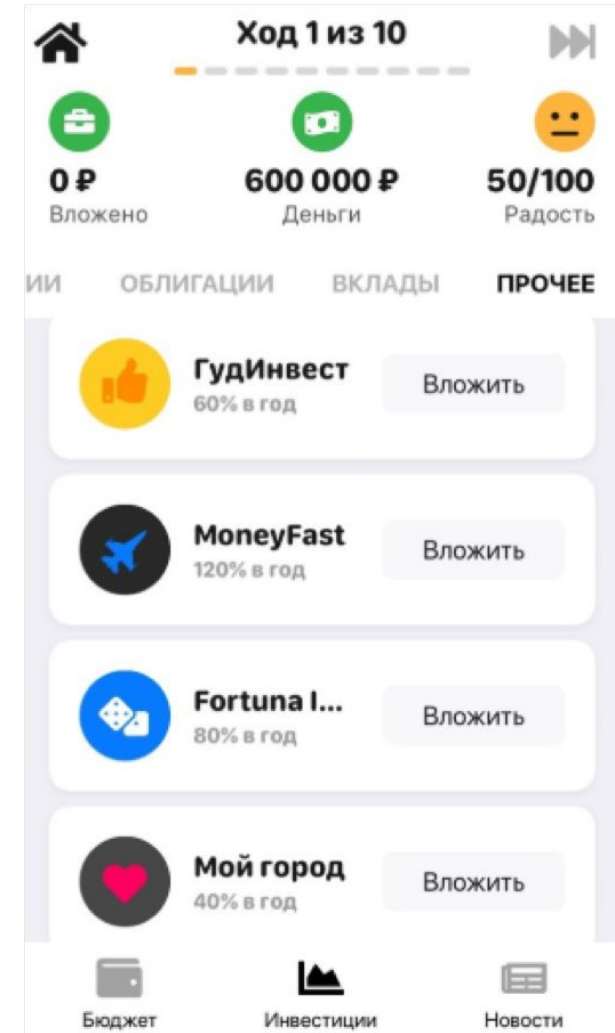 Ход 1 из 10
0 ₽
Вложено
600 000 ₽
Деньги
50/100
Радость
ИИ ОБЛИГАЦИИ ВКЛАДЫ ПРОЧЕЕ
ГудИнвест
60% в год
Вложить
MoneyFast
120% в год
Вложить
Fortuna I...
80% в год
Вложить
Мой город
40% в год
Вложить
Бюджет
Инвестиции
Новости